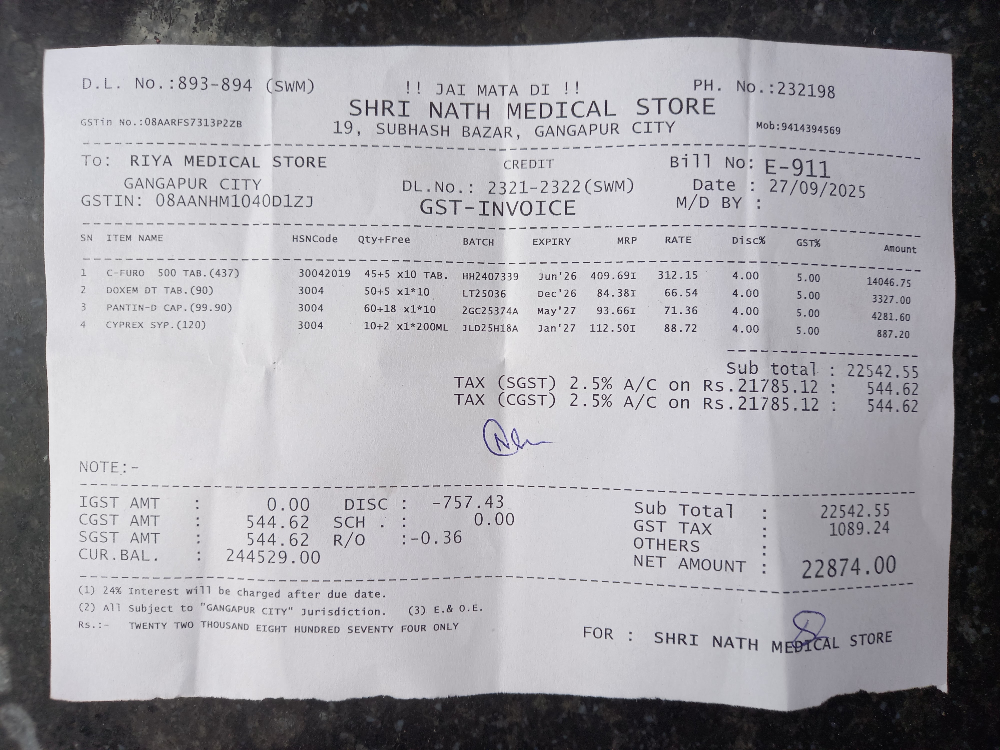 D.L. No.:893-894 (SWM) !! JAI MATA DI !! PH. No.:232198
SHRI NATH MEDICAL STORE
GSTin No.:08AARFS7313P2ZB 19, SUBHASH BAZAR, GANGAPUR CITY Mob:9414394569
To: RIYA MEDICAL STORE CREDIT Bill No: E-911
GANGAPUR CITY DL.No.: 2321-2322(SWM) Date : 27/09/2025
GSTIN: 08AANHM1040D1ZJ GST-INVOICE M/D BY :
SN ITEM NAME HSNCode Qty+Free BATCH EXPIRY MRP RATE Disc% GST% Amount
1 C-FURO 500 TAB.(437) 30042019 45+5 x10 TAB. HH2407339 Jun'26 409.69I 312.15 4.00 5.00 14046.75
2 DOXEM DT TAB.(90) 3004 50+5 x1*10 LT25036 Dec'26 84.38I 66.54 4.00 5.00 3327.00
3 PANTIN-D CAP.(99.90) 3004 60+18 x1*10 2GC25374A May'27 93.66I 71.36 4.00 5.00 4281.60
4 CYPREX SYP.(120) 3004 10+2 x1*200ML JLD25H18A Jan'27 112.50I 88.72 4.00 5.00 887.20
Sub total : 22542.55
TAX (SGST) 2.5% A/C on Rs.21785.12 : 544.62
TAX (CGST) 2.5% A/C on Rs.21785.12 : 544.62
NOTE:-
IGST AMT : 0.00 DISC : -757.43 Sub Total : 22542.55
CGST AMT : 544.62 SCH . : 0.00 GST TAX : 1089.24
SGST AMT : 544.62 R/O :-0.36 OTHERS :
CUR.BAL. : 244529.00 NET AMOUNT : 22874.00
(1) 24% Interest will be charged after due date.
(2) All Subject to "GANGAPUR CITY" Jurisdiction. (3) E.& O.E.
Rs.:- TWENTY TWO THOUSAND EIGHT HUNDRED SEVENTY FOUR ONLY
FOR : SHRI NATH MEDICAL STORE